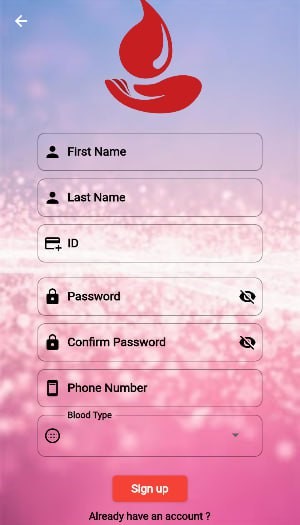 First Name
Last Name
ID
Password
Confirm Password
Phone Number
Blood Type
Sign up
Already have an account ?